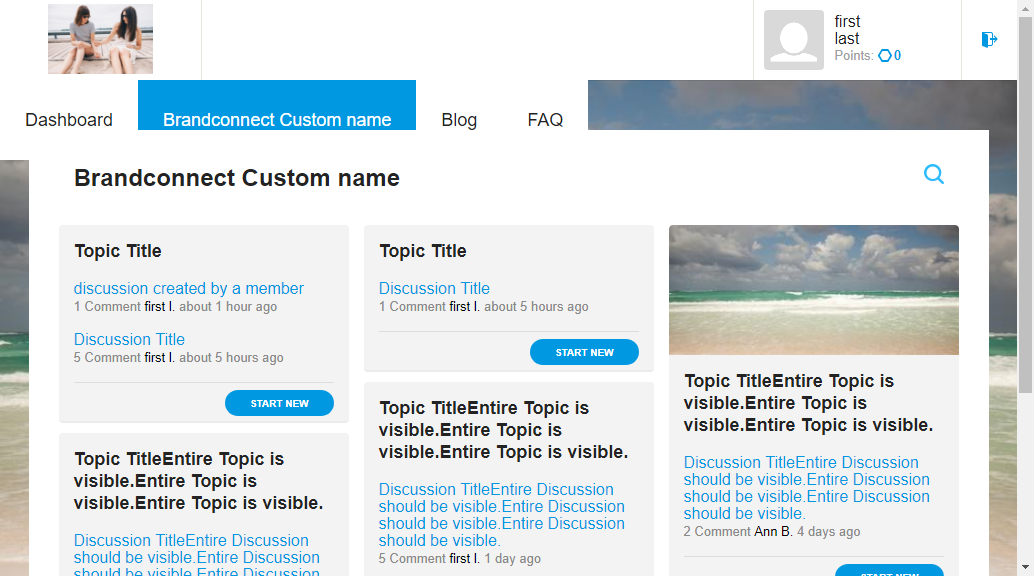 first
last
Points: 0
Dashboard
Brandconnect Custom name
Blog
FAQ
Brandconnect Custom name
Topic Title
discussion created by a member
1 Comment first l. about 1 hour ago
Discussion Title
5 Comment first l. about 5 hours ago
START NEW
Topic TitleEntire Topic is
visible.Entire Topic is
visible.Entire Topic is visible.
Discussion TitleEntire Discussion
should be visible.Entire Discussion
should be visible.Entire Discussion
Topic Title
Discussion Title
1 Comment first l. about 5 hours ago
START NEW
Topic TitleEntire Topic is
visible.Entire Topic is
visible.Entire Topic is visible.
Discussion TitleEntire Discussion
should be visible.Entire Discussion
should be visible.Entire Discussion
should be visible.
5 Comment first l. 1 day ago
Topic TitleEntire Topic is
visible.Entire Topic is
visible.Entire Topic is visible.
Discussion TitleEntire Discussion
should be visible.Entire Discussion
should be visible.Entire Discussion
should be visible.
2 Comment Ann B. 4 days ago
START NEW